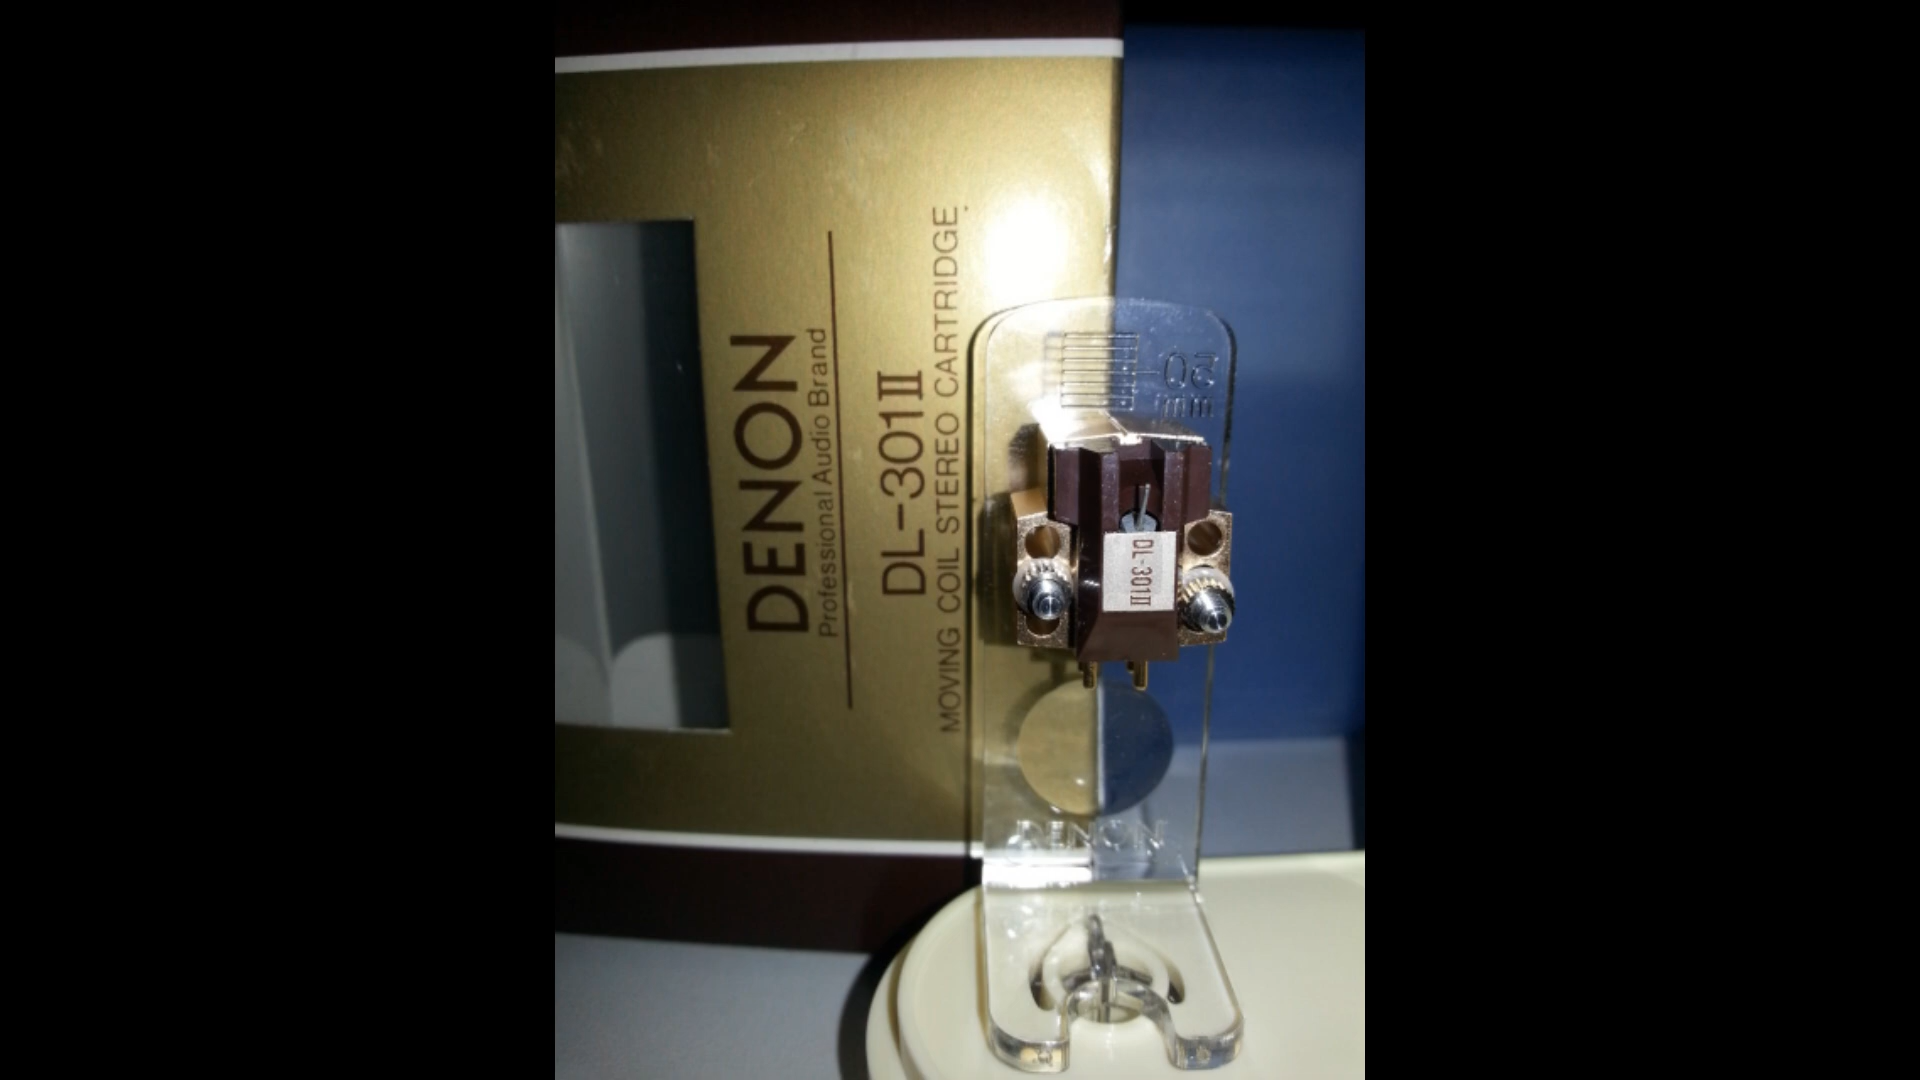 DENON
Professional Audio Brand
DL-301II
MOVING COIL STEREO CARTRIDGE
50
mm
DL-301II
DENON